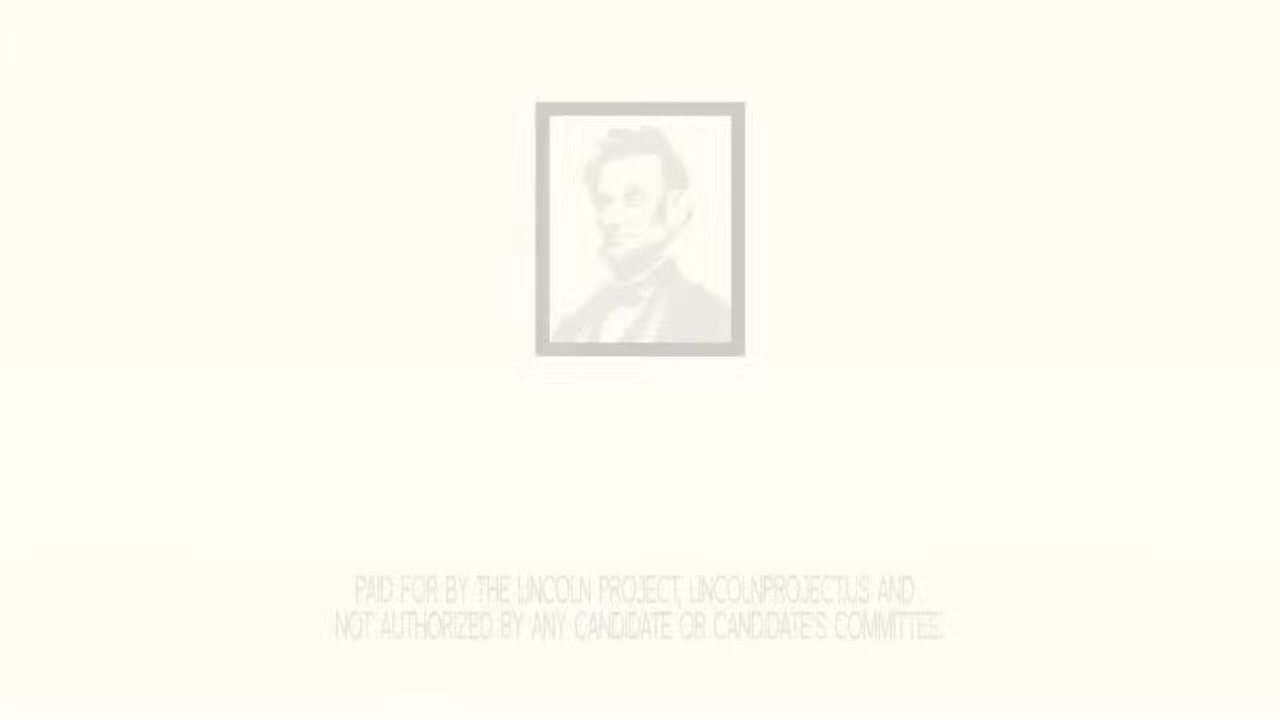 PAID FOR BY THE LINCOLN PROJECT, LINCOLNPROJECT.US AND
NOT AUTHORIZED BY ANY CANDIDATE OR CANDIDATE'S COMMITTEE